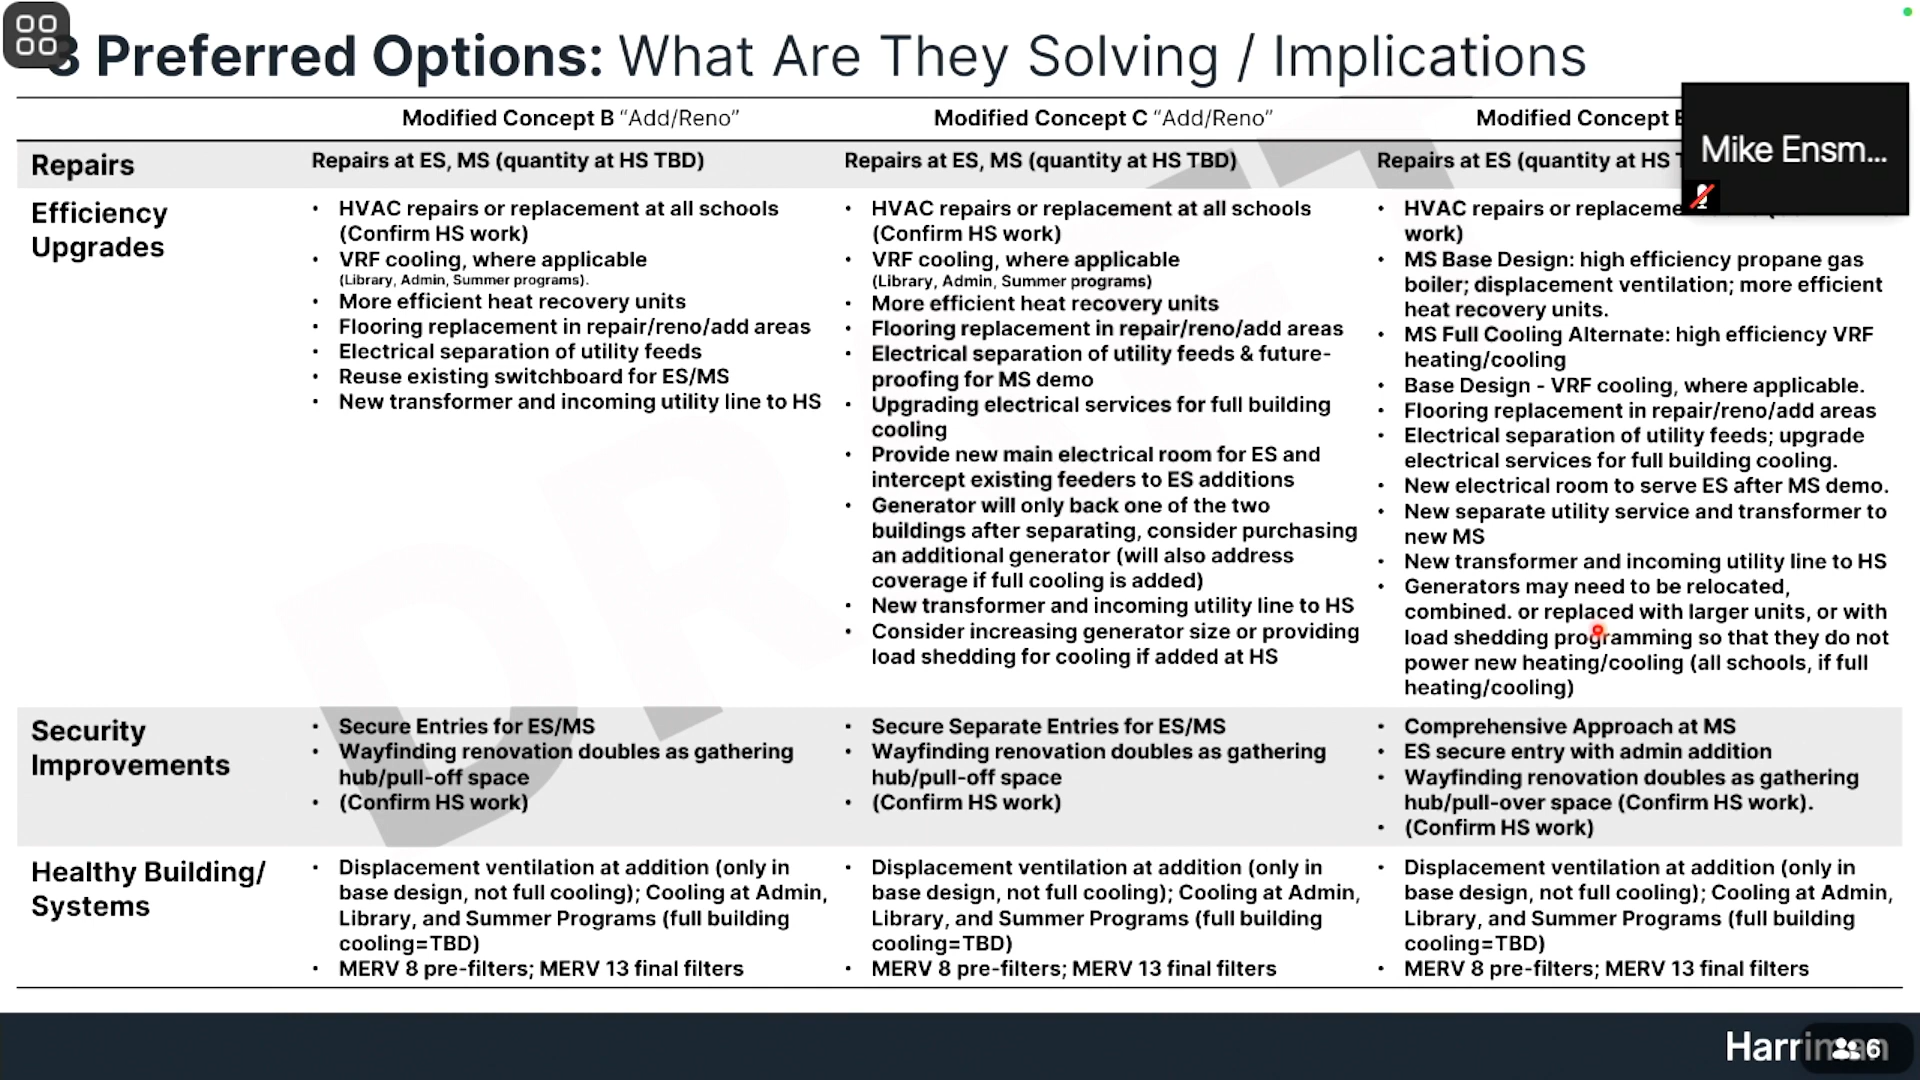 3 Preferred Options: What Are They Solving / Implications
Modified Concept B “Add/Reno”
Modified Concept C “Add/Reno”
Modified Concept
Mike Ensm...
Repairs
Repairs at ES, MS (quantity at HS TBD)
Repairs at ES, MS (quantity at HS TBD)
Repairs at ES (quantity at HS
Efficiency
Upgrades
• HVAC repairs or replacement at all schools
(Confirm HS work)
• VRF cooling, where applicable
(Library, Admin, Summer programs).
• More efficient heat recovery units
• Flooring replacement in repair/reno/add areas
• Electrical separation of utility feeds
• Reuse existing switchboard for ES/MS
• New transformer and incoming utility line to HS
• HVAC repairs or replacement at all schools
(Confirm HS work)
• VRF cooling, where applicable
(Library, Admin, Summer programs)
• More efficient heat recovery units
• Flooring replacement in repair/reno/add areas
• Electrical separation of utility feeds & future-
proofing for MS demo
• Upgrading electrical services for full building
cooling
• Provide new main electrical room for ES and
intercept existing feeders to ES additions
• Generator will only back one of the two
buildings after separating, consider purchasing
an additional generator (will also address
coverage if full cooling is added)
• New transformer and incoming utility line to HS
• Consider increasing generator size or providing
load shedding for cooling if added at HS
• HVAC repairs or
work)
• MS Base Design: high efficiency propane gas
boiler; displacement ventilation; more efficient
heat recovery units.
• MS Full Cooling Alternate: high efficiency VRF
heating/cooling
• Base Design - VRF cooling, where applicable.
• Flooring replacement in repair/reno/add areas
• Electrical separation of utility feeds; upgrade
electrical services for full building cooling.
• New electrical room to serve ES after MS demo.
• New separate utility service and transformer to
new MS
• New transformer and incoming utility line to HS
• Generators may need to be relocated,
combined. or replaced with larger units, or with
load shedding programming so that they do not
power new heating/cooling (all schools, if full
heating/cooling)
Security
Improvements
• Secure Entries for ES/MS
• Wayfinding renovation doubles as gathering
hub/pull-off space
• (Confirm HS work)
• Secure Separate Entries for ES/MS
• Wayfinding renovation doubles as gathering
hub/pull-off space
• (Confirm HS work)
• Comprehensive Approach at MS
• ES secure entry with admin addition
• Wayfinding renovation doubles as gathering
hub/pull-over space (Confirm HS work).
• (Confirm HS work)
Healthy Building/
Systems
• Displacement ventilation at addition (only in
base design, not full cooling); Cooling at Admin,
Library, and Summer Programs (full building
cooling=TBD)
• MERV 8 pre-filters; MERV 13 final filters
• Displacement ventilation at addition (only in
base design, not full cooling); Cooling at Admin,
Library, and Summer Programs (full building
cooling=TBD)
• MERV 8 pre-filters; MERV 13 final filters
• Displacement ventilation at addition (only in
base design, not full cooling); Cooling at Admin,
Library, and Summer Programs (full building
cooling=TBD)
• MERV 8 pre-filters; MERV 13 final filters
DRAFT
Harriman
6